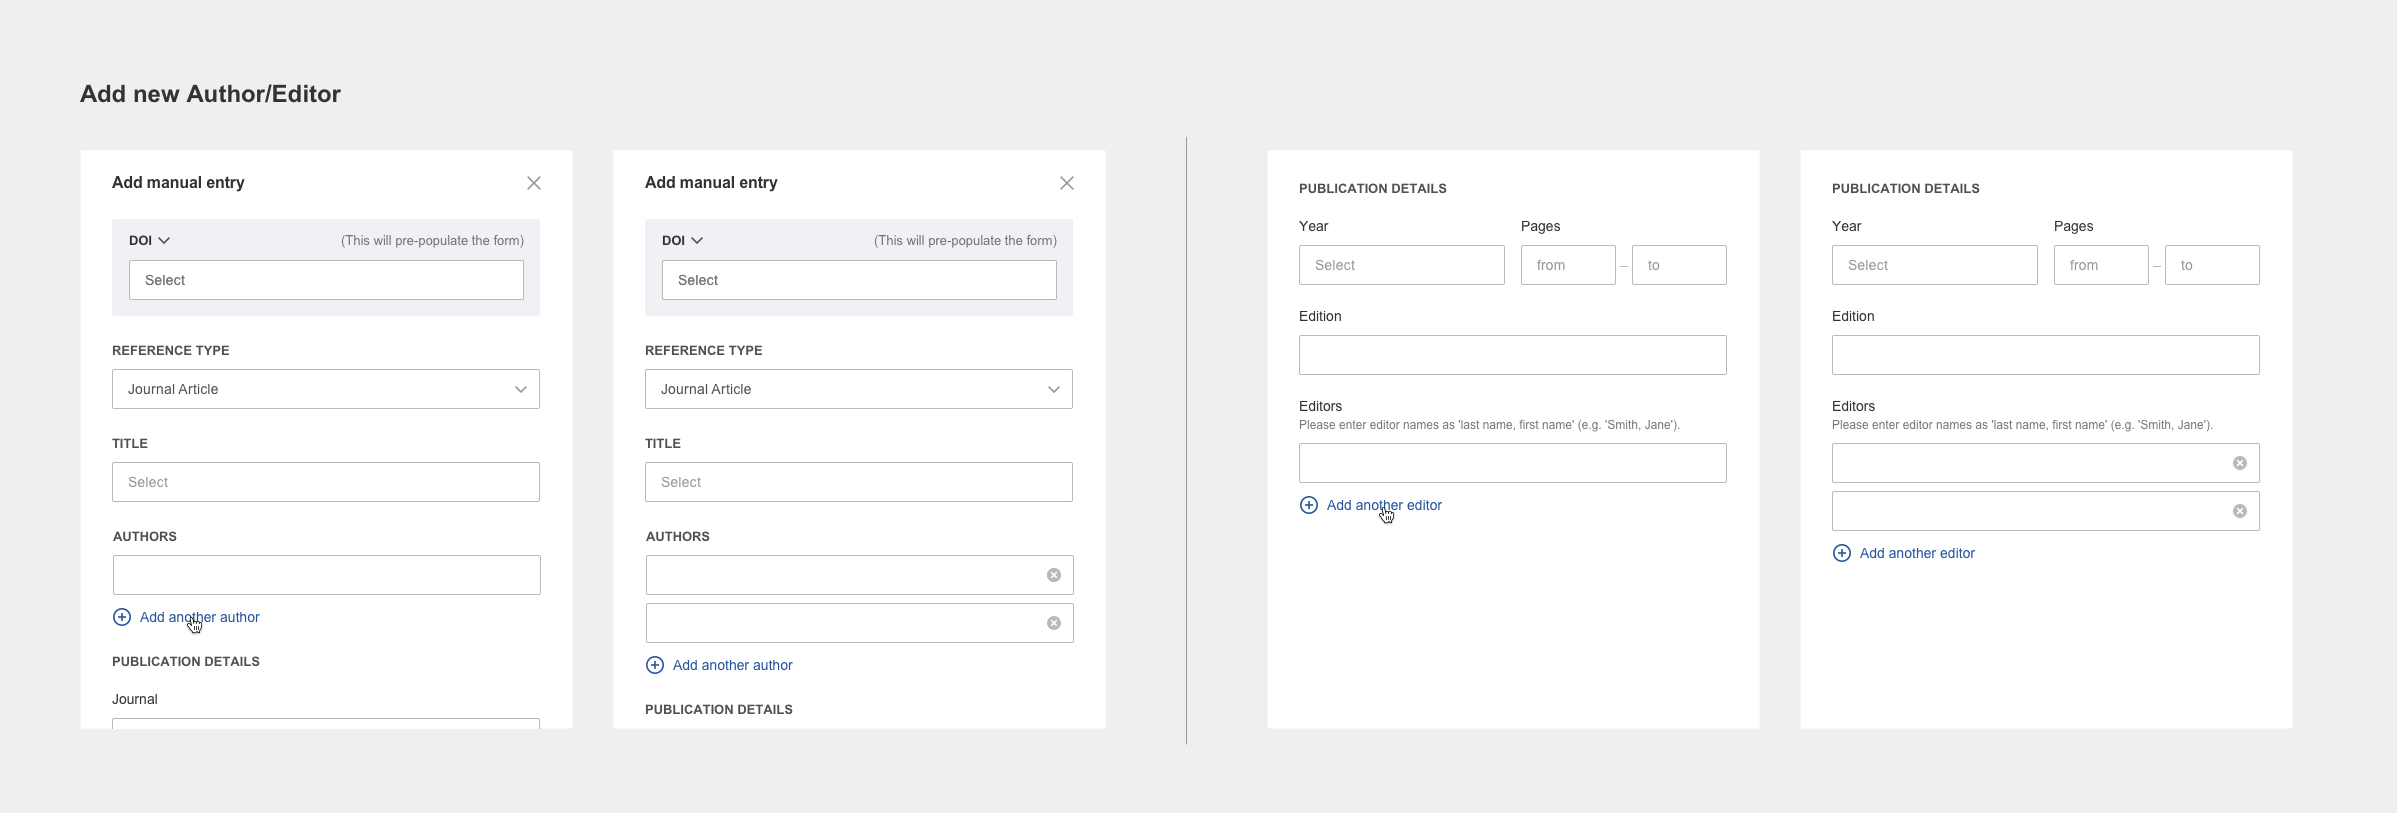 Add new Author/Editor
Add manual entry
DOI (This will pre-populate the form)
Select
REFERENCE TYPE
Journal Article
TITLE
Select
AUTHORS
Add another author
PUBLICATION DETAILS
Journal
Add manual entry
DOI (This will pre-populate the form)
Select
REFERENCE TYPE
Journal Article
TITLE
Select
AUTHORS
Add another author
PUBLICATION DETAILS
PUBLICATION DETAILS
Year Pages
Select from – to
Edition
Editors
Please enter editor names as 'last name, first name' (e.g. 'Smith, Jane').
Add another editor
PUBLICATION DETAILS
Year Pages
Select from – to
Edition
Editors
Please enter editor names as 'last name, first name' (e.g. 'Smith, Jane').
Add another editor